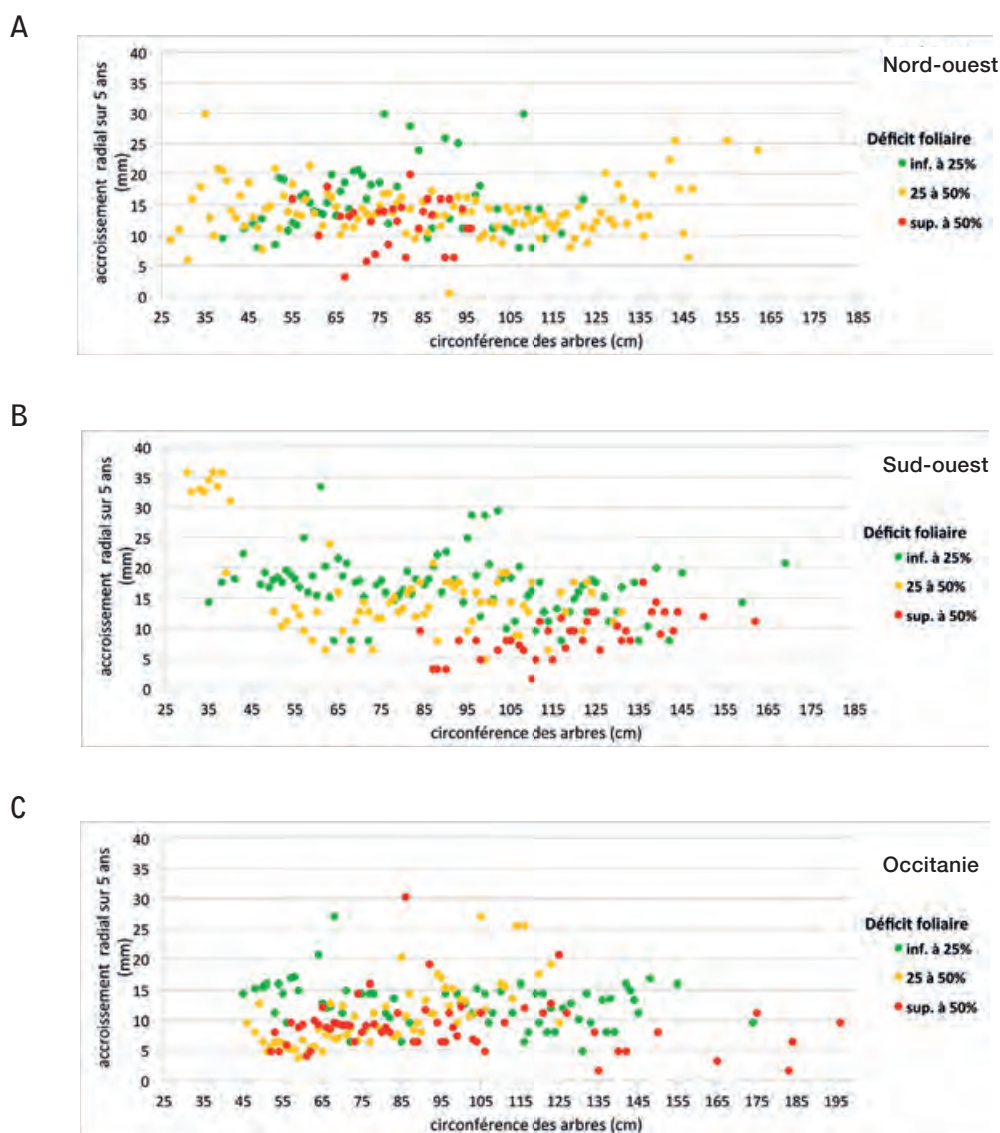 A
Nord-ouest
accroissement radial sur 5 ans
(mm)
40
35
30
25
20
15
10
5
0
25 35 45 55 65 75 85 95 105 115 125 135 145 155 165 175 185
circonférence des arbres (cm)
Déficit foliaire
inf. à 25%
25 à 50%
sup. à 50%
B
Sud-ouest
accroissement radial sur 5 ans
(mm)
40
35
30
25
20
15
10
5
0
25 35 45 55 65 75 85 95 105 115 125 135 145 155 165 175 185
circonférence des arbres (cm)
Déficit foliaire
inf. à 25%
25 à 50%
sup. à 50%
C
Occitanie
accroissement radial sur 5 ans
(mm)
40
35
30
25
20
15
10
5
0
25 45 55 65 75 85 95 105 115 125 135 145 155 165 175 185 195
circonférence des arbres (cm)
Déficit foliaire
inf. à 25%
25 à 50%
sup. à 50%